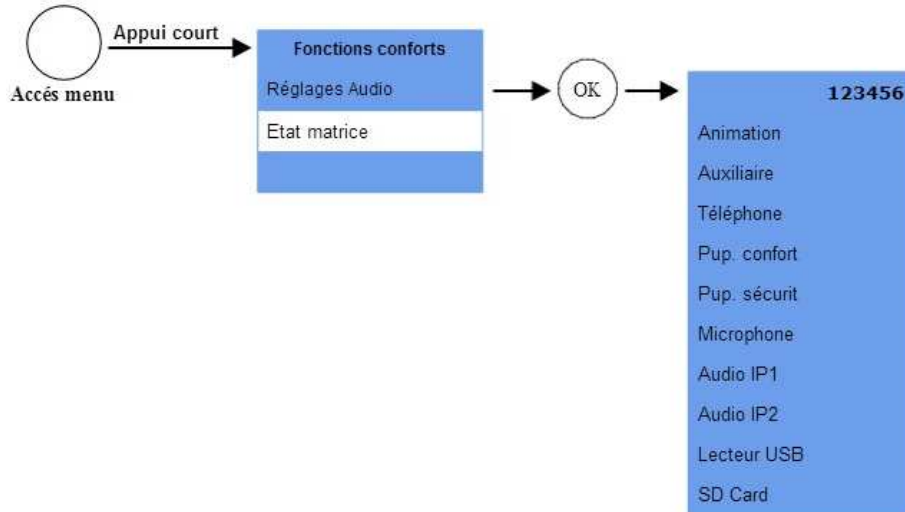 Appui court
Accés menu
Fonctions conforts
Réglages Audio
Etat matrice
OK
123456
Animation
Auxiliaire
Téléphone
Pup. confort
Pup. sécurit
Microphone
Audio IP1
Audio IP2
Lecteur USB
SD Card